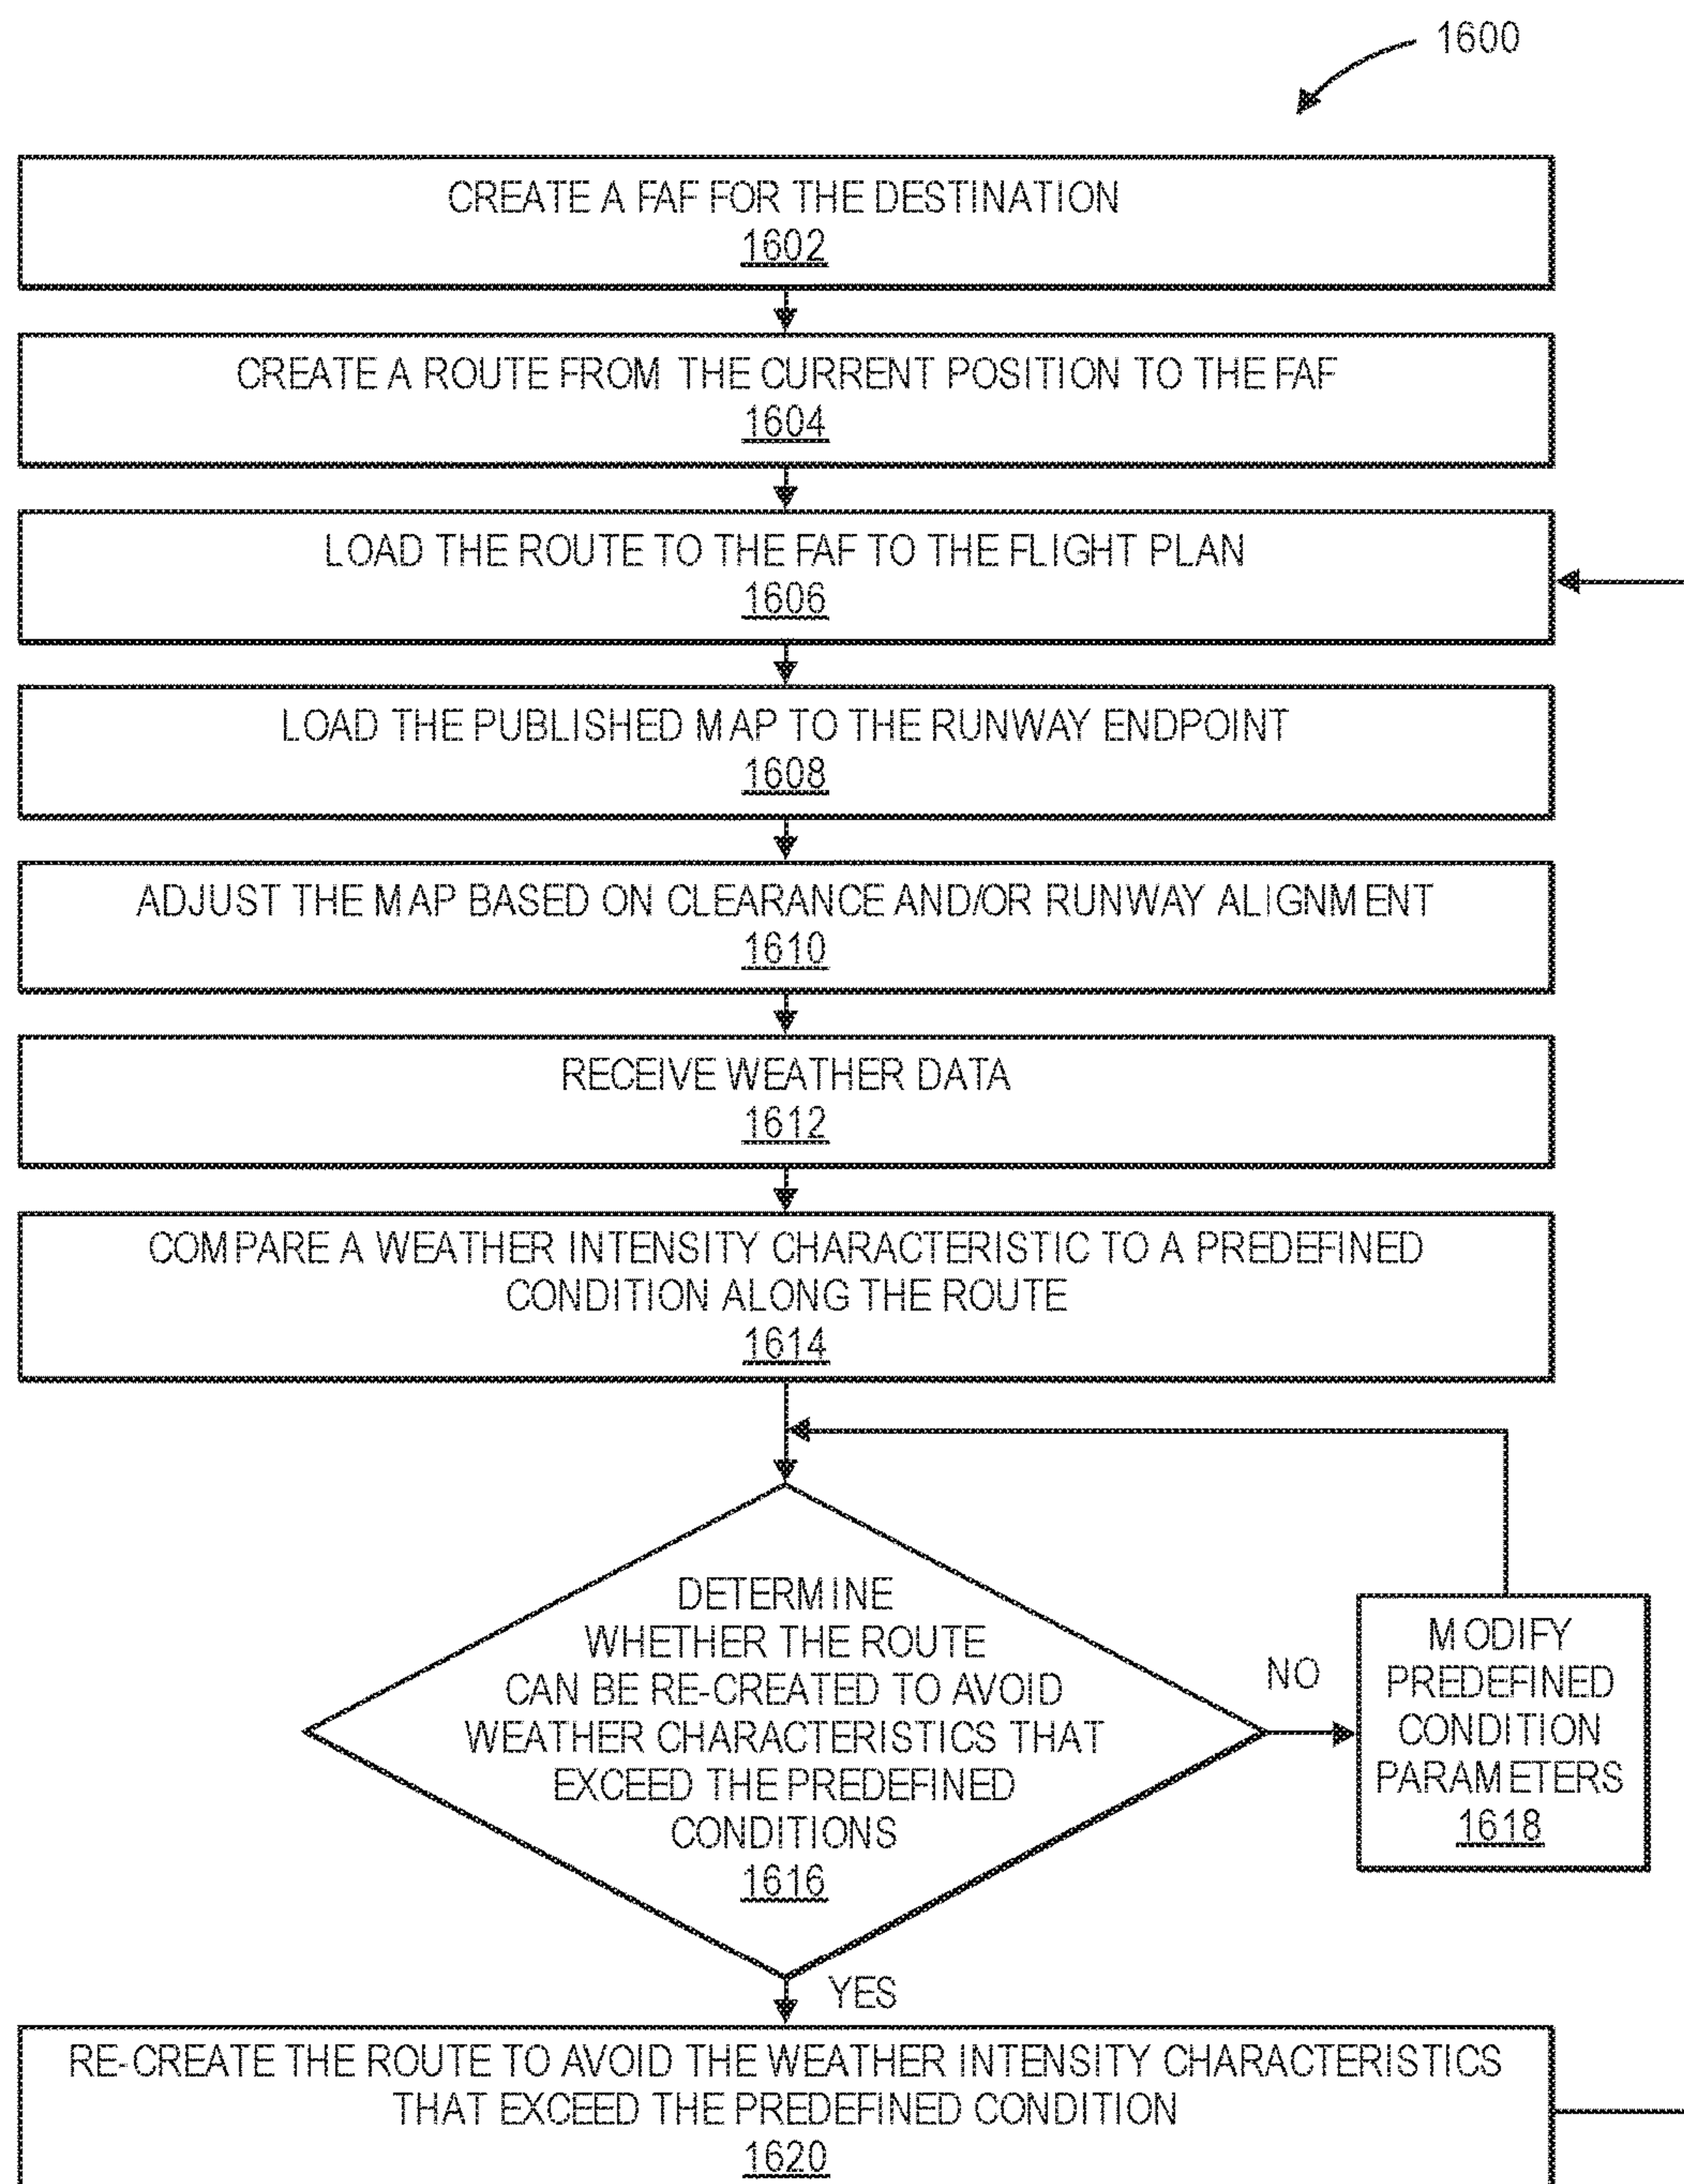 1600
CREATE A FAF FOR THE DESTINATION
1602
CREATE A ROUTE FROM THE CURRENT POSITION TO THE FAF
1604
LOAD THE ROUTE TO THE FAF TO THE FLIGHT PLAN
1606
LOAD THE PUBLISHED MAP TO THE RUNWAY ENDPOINT
1608
ADJUST THE MAP BASED ON CLEARANCE AND/OR RUNWAY ALIGNMENT
1610
RECEIVE WEATHER DATA
1612
COMPARE A WEATHER INTENSITY CHARACTERISTIC TO A PREDEFINED
CONDITION ALONG THE ROUTE
1614
DETERMINE
WHETHER THE ROUTE
CAN BE RE-CREATED TO AVOID
WEATHER CHARACTERISTICS THAT
EXCEED THE PREDEFINED
CONDITIONS
1616
NO
MODIFY
PREDEFINED
CONDITION
PARAMETERS
1618
YES
RE-CREATE THE ROUTE TO AVOID THE WEATHER INTENSITY CHARACTERISTICS
THAT EXCEED THE PREDEFINED CONDITION
1620